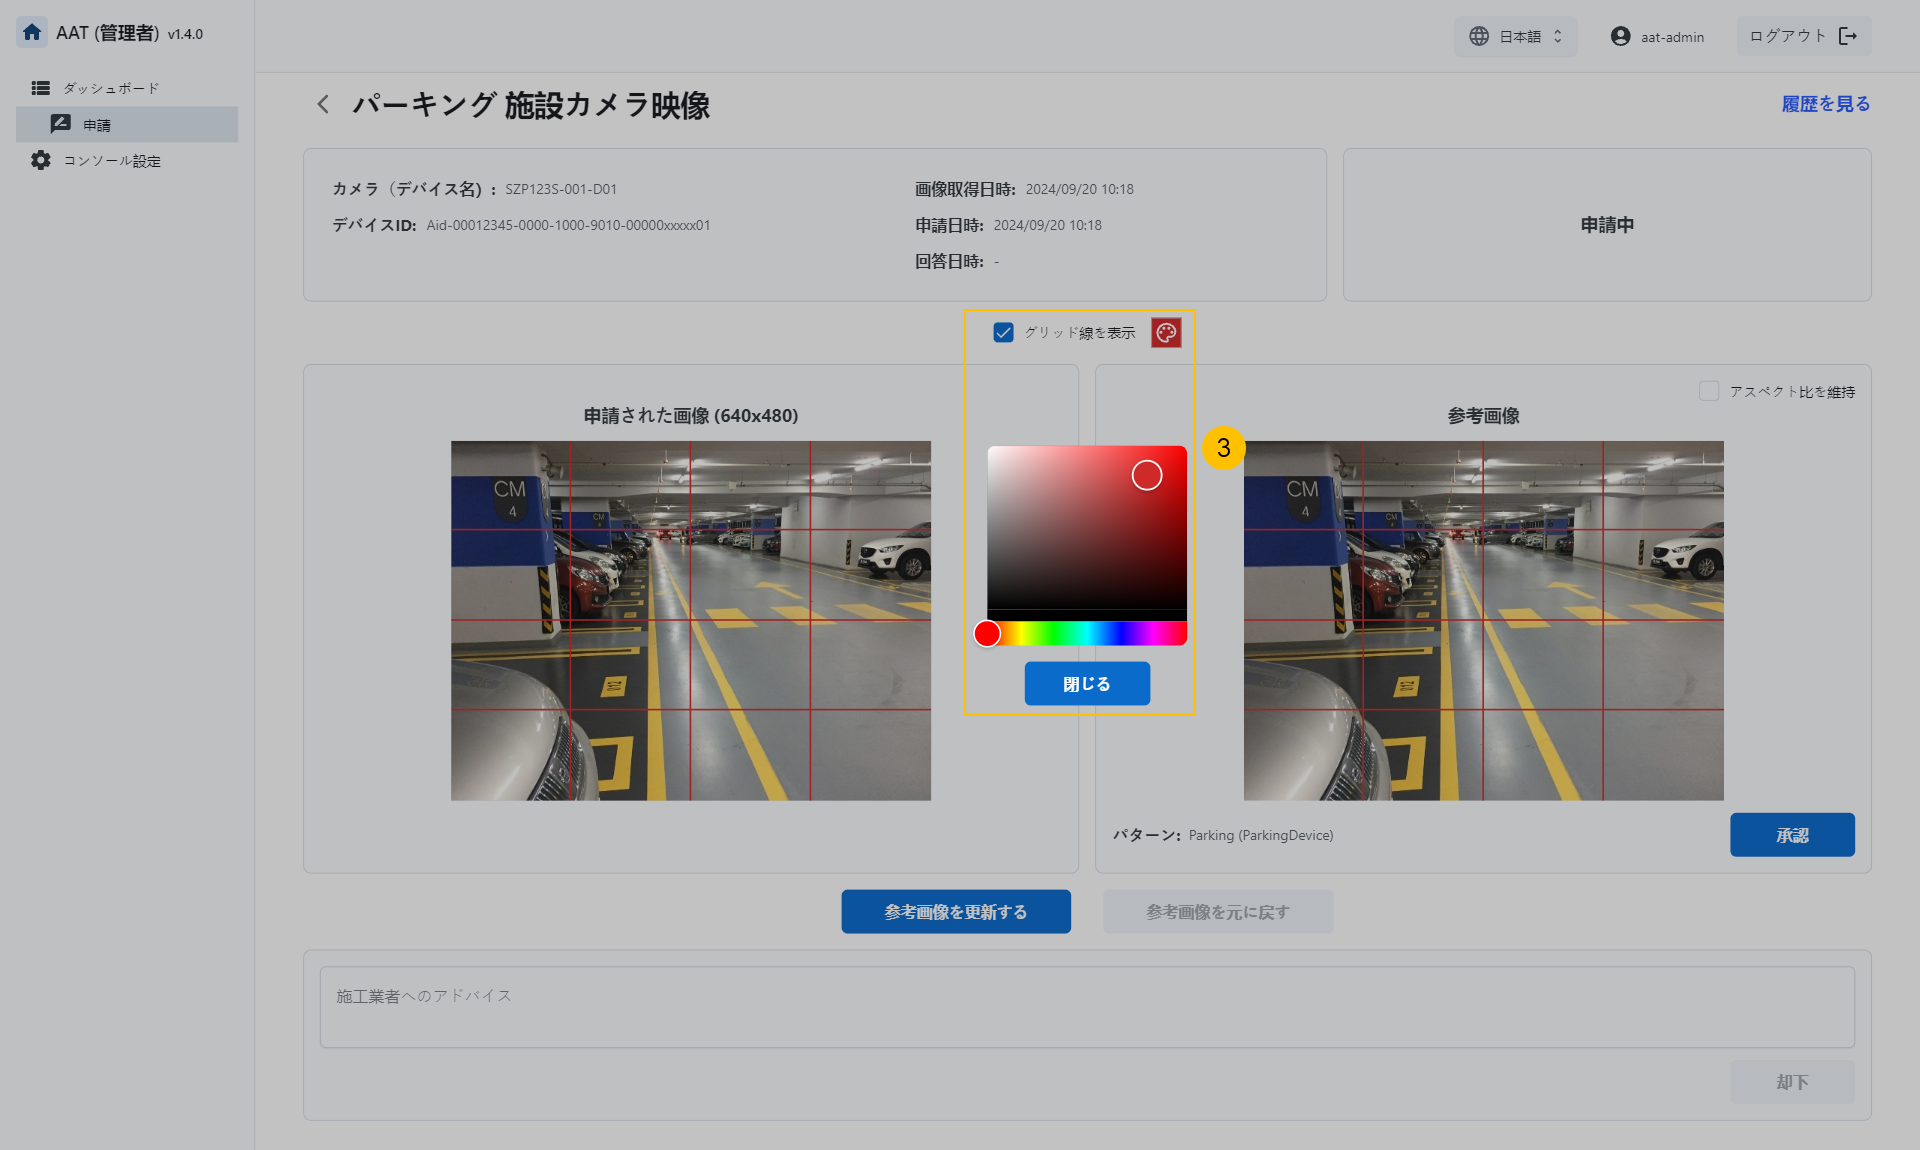 AAT (管理者) v1.4.0
日本語
aat-admin
ログアウト
ダッシュボード
申請
コンソール設定
パーキング 施設カメラ映像
履歴を見る
カメラ（デバイス名）: SZP123S-001-D01
デバイスID: Aid-00012345-0000-1000-9010-00000xxxxx01
画像取得日時: 2024/09/20 10:18
申請日時: 2024/09/20 10:18
回答日時: -
申請中
グリッド線を表示
アスペクト比を維持
申請された画像 (640x480)
参考画像
3
CM
4
CM
4
CM
4
CM
4
閉じる
パターン: Parking (ParkingDevice)
承認
参考画像を更新する
参考画像を元に戻す
施工業者へのアドバイス
却下